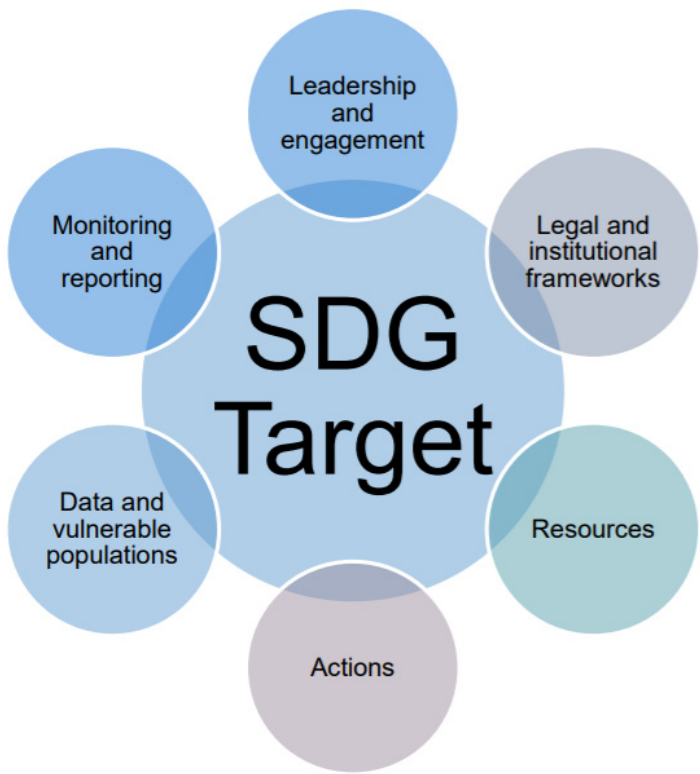 Leadership
and
engagement
Monitoring
and
reporting
Legal and
institutional
frameworks
SDG
Target
Data and
vulnerable
populations
Resources
Actions